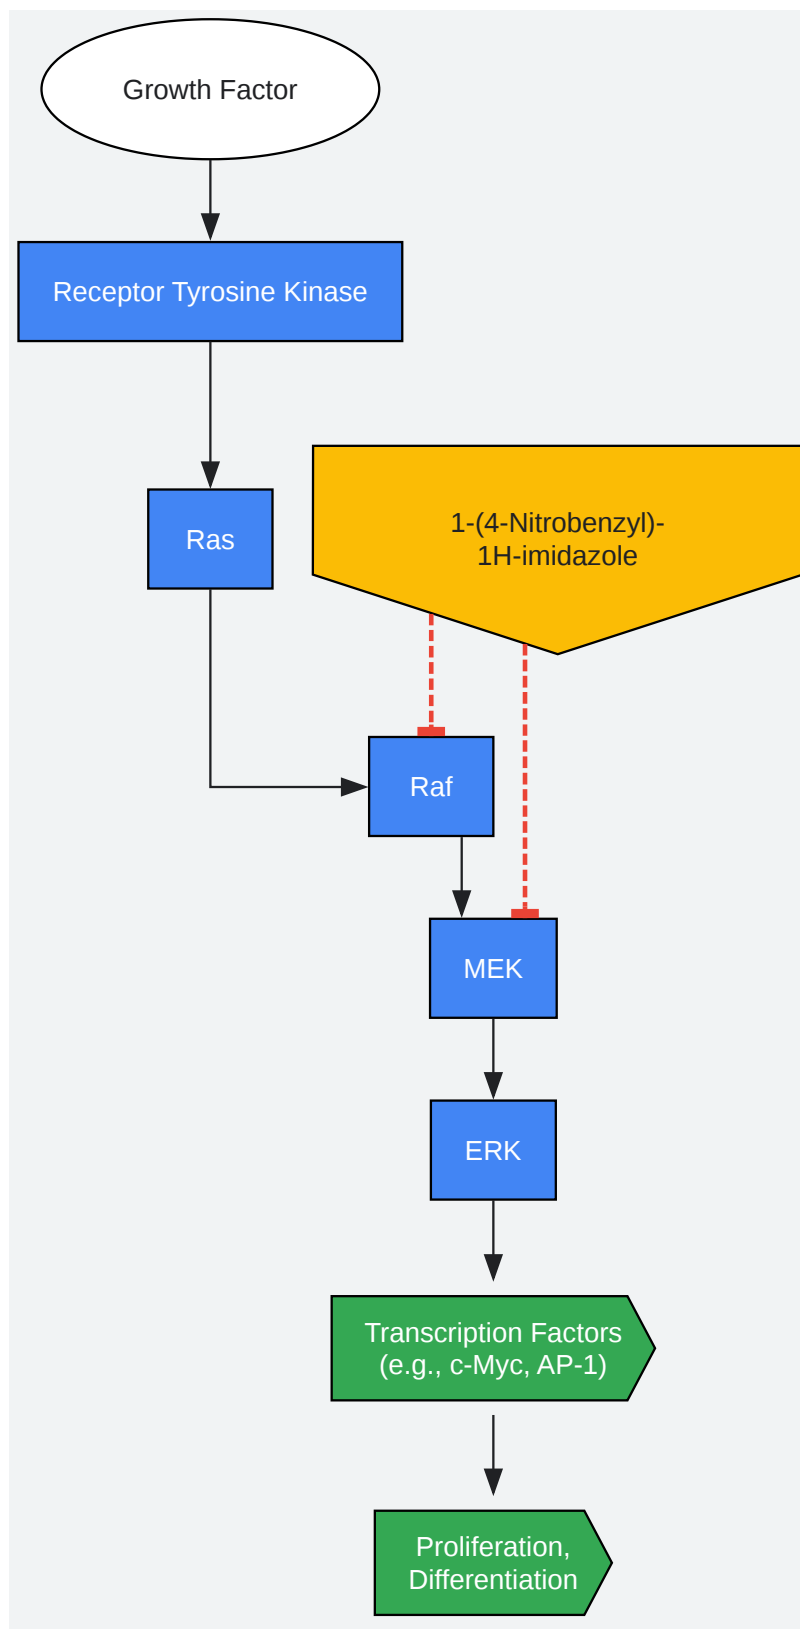 Growth Factor
Receptor Tyrosine Kinase
Ras
1-(4-Nitrobenzyl)-
1H-imidazole
Raf
MEK
ERK
Transcription Factors
(e.g., c-Myc, AP-1)
Proliferation,
Differentiation